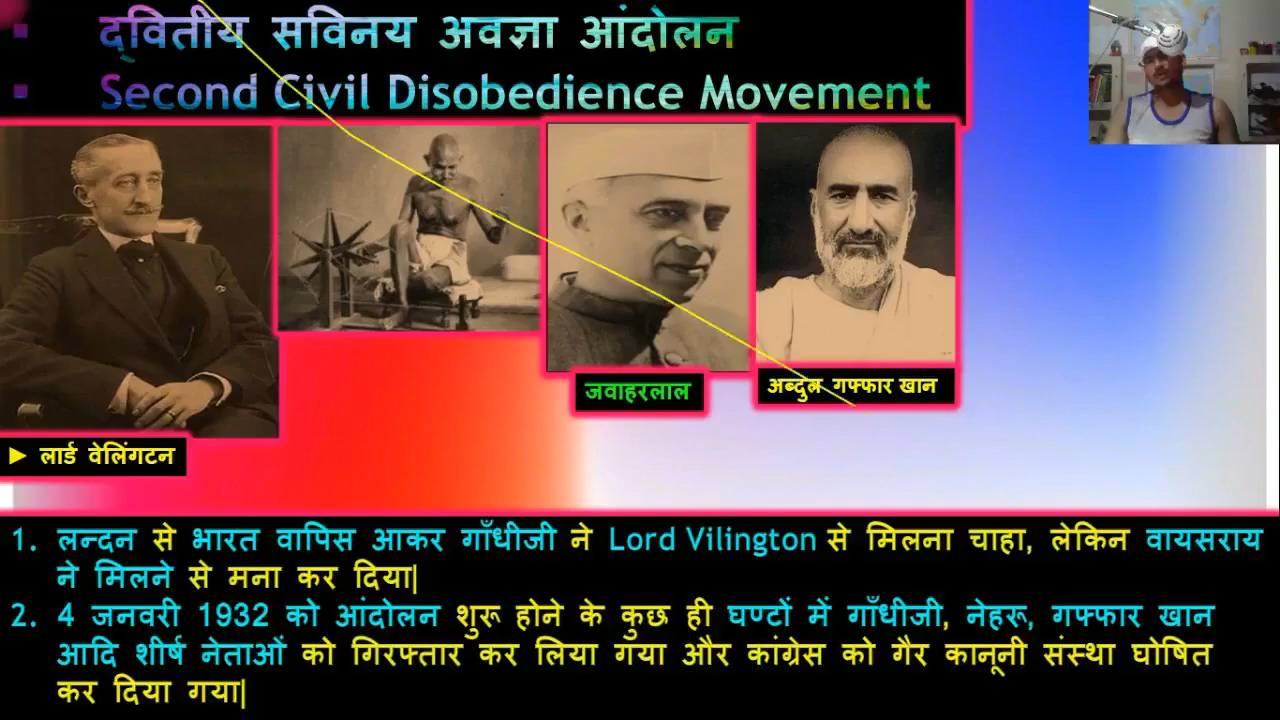 द्वितीय सविनय अवज्ञा आंदोलन
Second Civil Disobedience Movement
जवाहरलाल
अब्दुल गफ्फार खान
लार्ड वेलिंगटन
1. लन्दन से भारत वापिस आकर गाँधीजी ने Lord Vilington से मिलना चाहा, लेकिन वायसराय
ने मिलने से मना कर दिया|
2. 4 जनवरी 1932 को आंदोलन शुरू होने के कुछ ही घण्टों में गाँधीजी, नेहरू, गफ्फार खान
आदि शीर्ष नेताओं को गिरफ्तार कर लिया गया और कांग्रेस को गैर कानूनी संस्था घोषित
कर दिया गया|